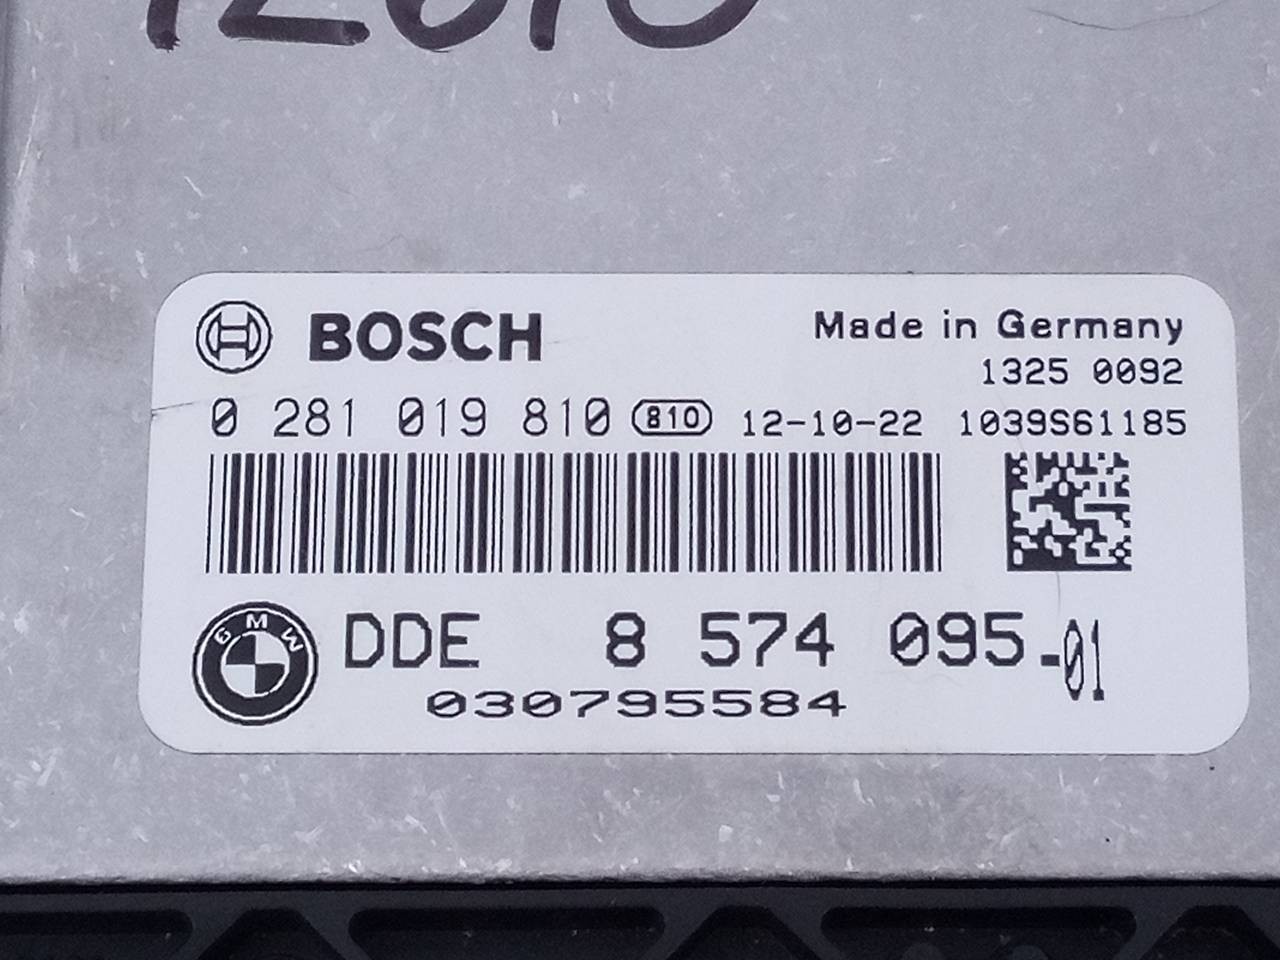 BOSCH
Made in Germany
1325 0092
0 281 019 810 810 12-10-22 1039S61185
BMW DDE 8 574 095-01
030795584